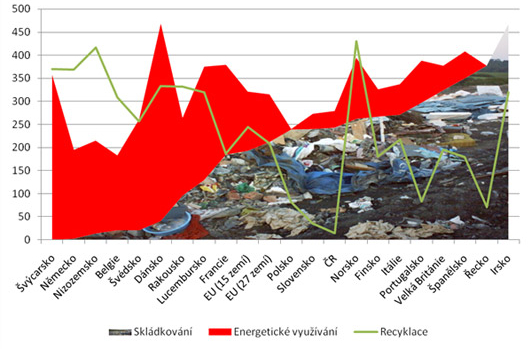 500
450
400
350
300
250
200
150
100
50
0
Švýcarsko
Německo
Nizozemsko
Belgie
Švédsko
Dánsko
Rakousko
Lucembursko
Francie
EU (15 zemí)
EU (27 zemí)
Polsko
Slovensko
ČR
Norsko
Finsko
Itálie
Portugalsko
Velká Británie
Španělsko
Řecko
Irsko
Skládkování
Energetické využívání
Recyklace